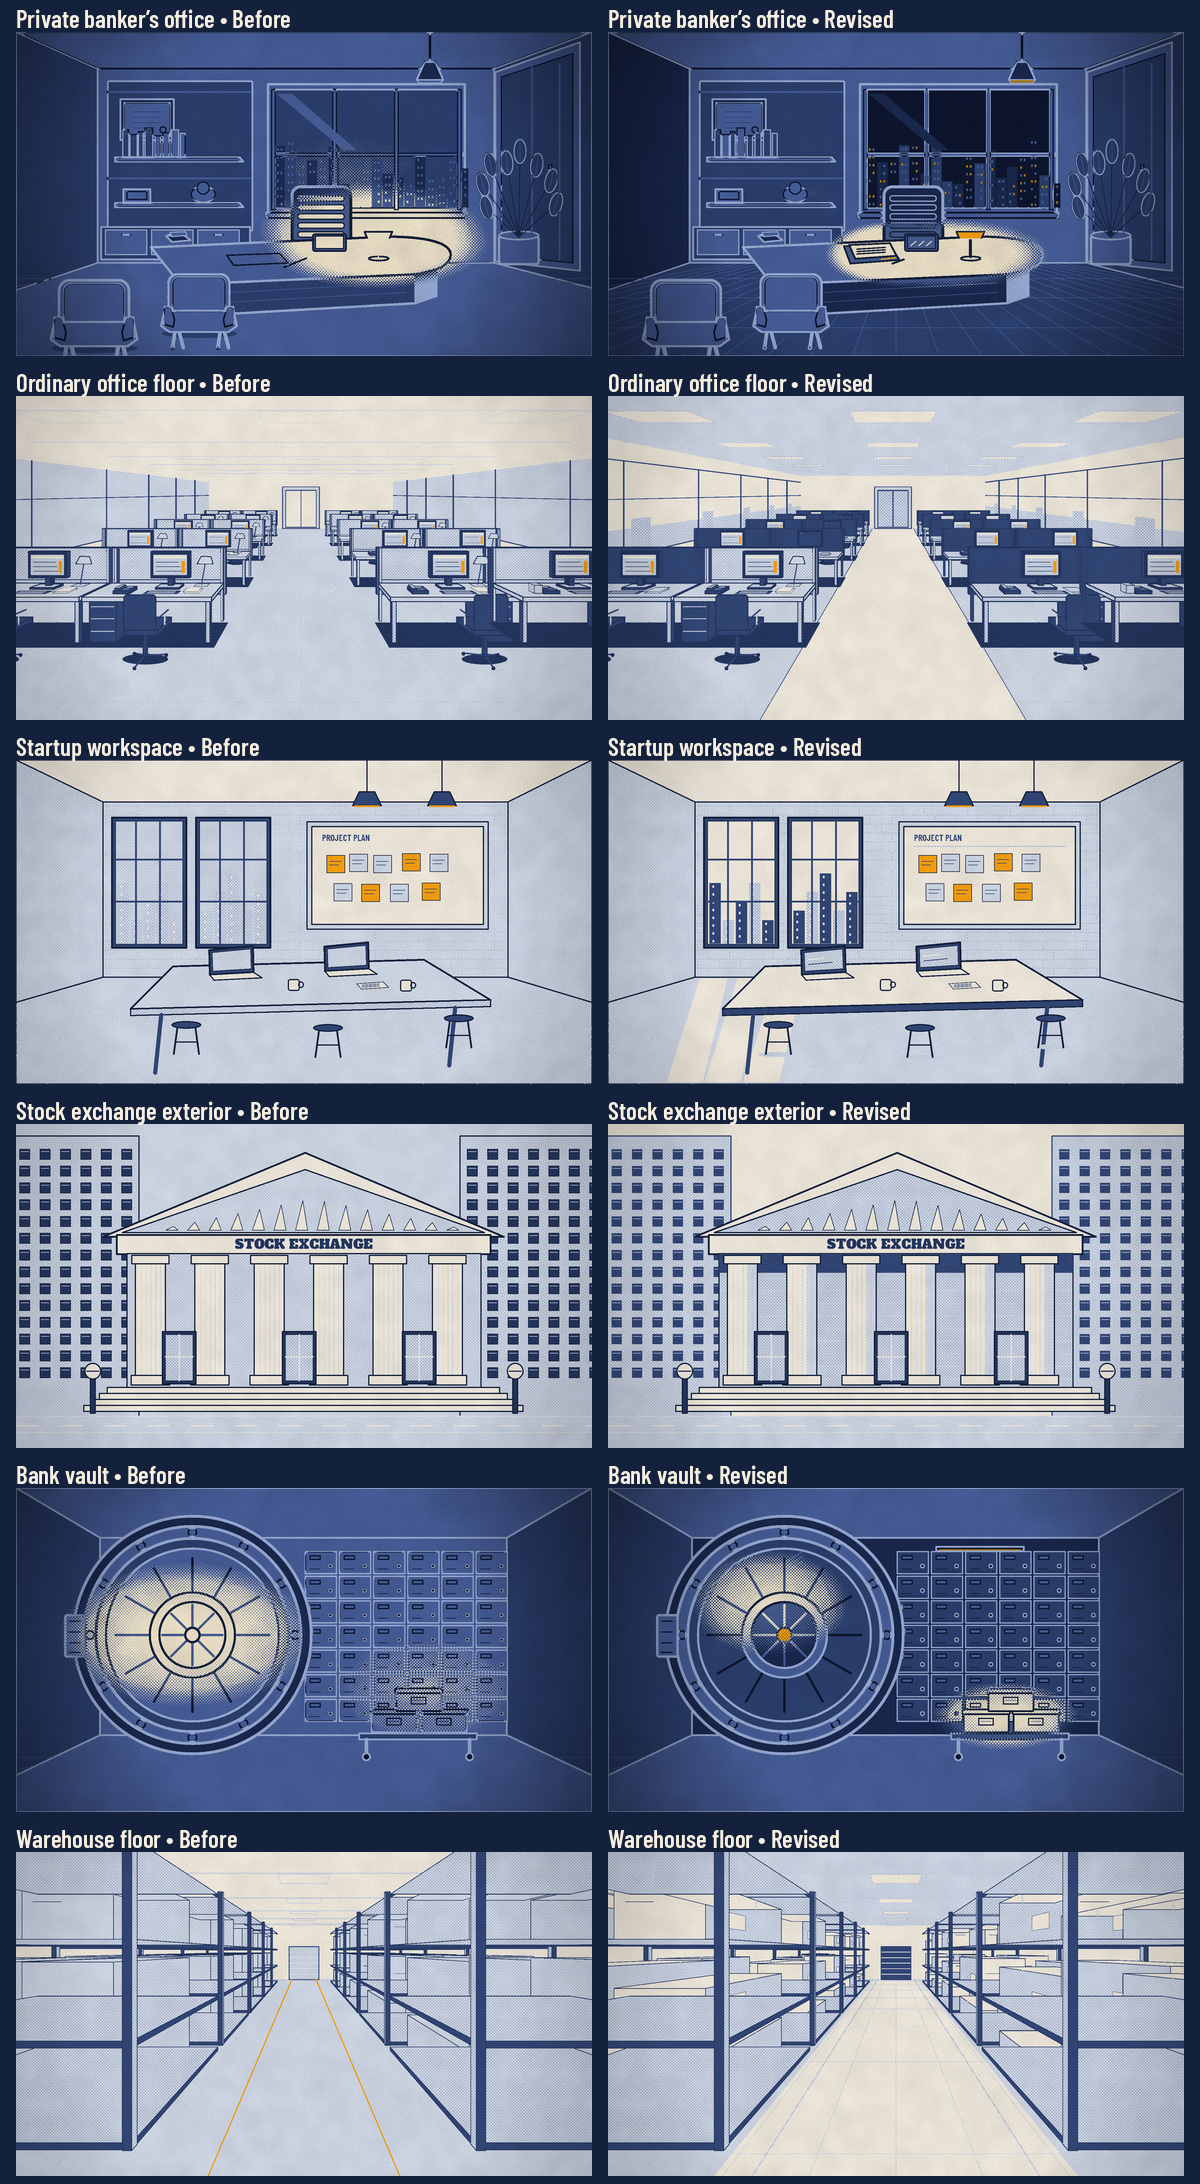 Private banker’s office • Before
Private banker’s office • Revised
Ordinary office floor • Before
Ordinary office floor • Revised
Startup workspace • Before
Startup workspace • Revised
PROJECT PLAN
PROJECT PLAN
Stock exchange exterior • Before
Stock exchange exterior • Revised
STOCK EXCHANGE
STOCK EXCHANGE
Bank vault • Before
Bank vault • Revised
Warehouse floor • Before
Warehouse floor • Revised